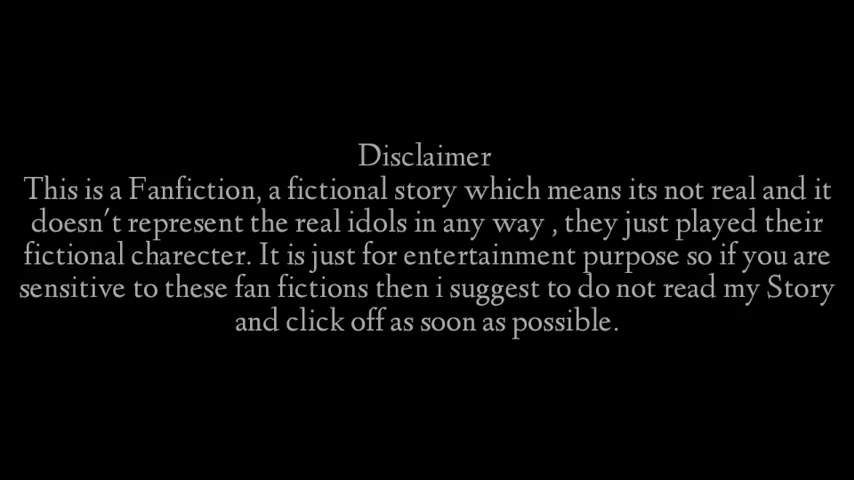 Disclaimer
This is a Fanfiction, a fictional story which means its not real and it
doesn't represent the real idols in any way , they just played their
fictional charecter. It is just for entertainment purpose so if you are
sensitive to these fan fictions then i suggest to do not read my Story
and click off as soon as possible.